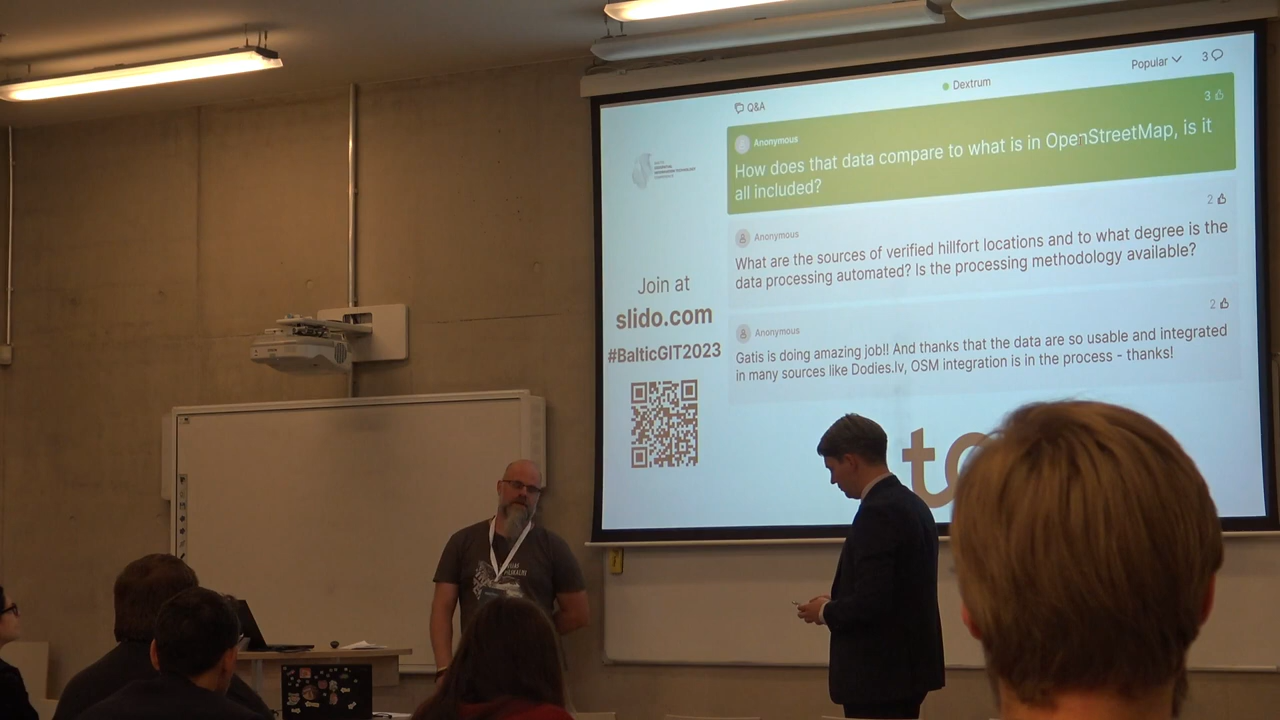 Popular
3
Dextrum
Q&A
Anonymous
3
How does that data compare to what is in OpenStreetMap, is it
all included?
2
Anonymous
What are the sources of verified hillfort locations and to what degree is the
data processing automated? Is the processing methodology available?
2
Anonymous
Gatis is doing amazing job!! And thanks that the data are so usable and integrated
in many sources like Dodies.lv, OSM integration is in the process - thanks!
Join at
slido.com
#BalticGIT2023
PILSKALNI